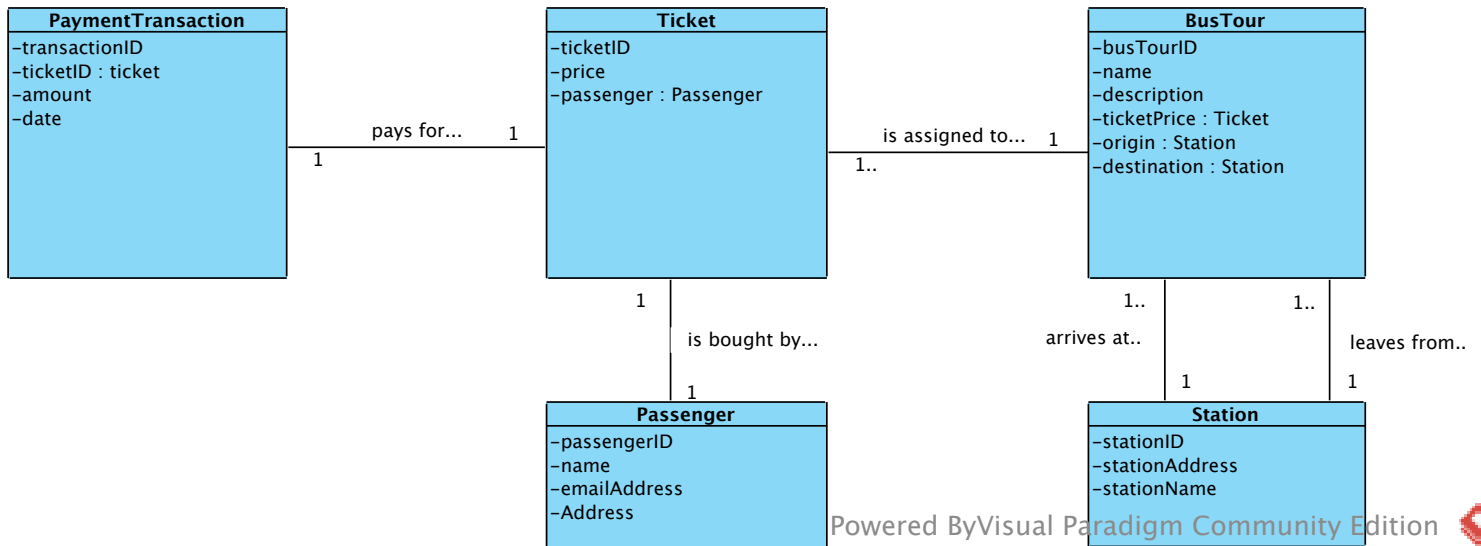 PaymentTransaction
-transactionID
-ticketID : ticket
-amount
-date
pays for...
1
1
Ticket
-ticketID
-price
-passenger : Passenger
is assigned to...
1
1..
BusTour
-busTourID
-name
-description
-ticketPrice : Ticket
-origin : Station
-destination : Station
1
is bought by...
1
1..
arrives at..
1
1..
leaves from..
1
Passenger
-passengerID
-name
-emailAddress
-Address
Station
-stationID
-stationAddress
-stationName
Powered ByVisual Paradigm Community Edition